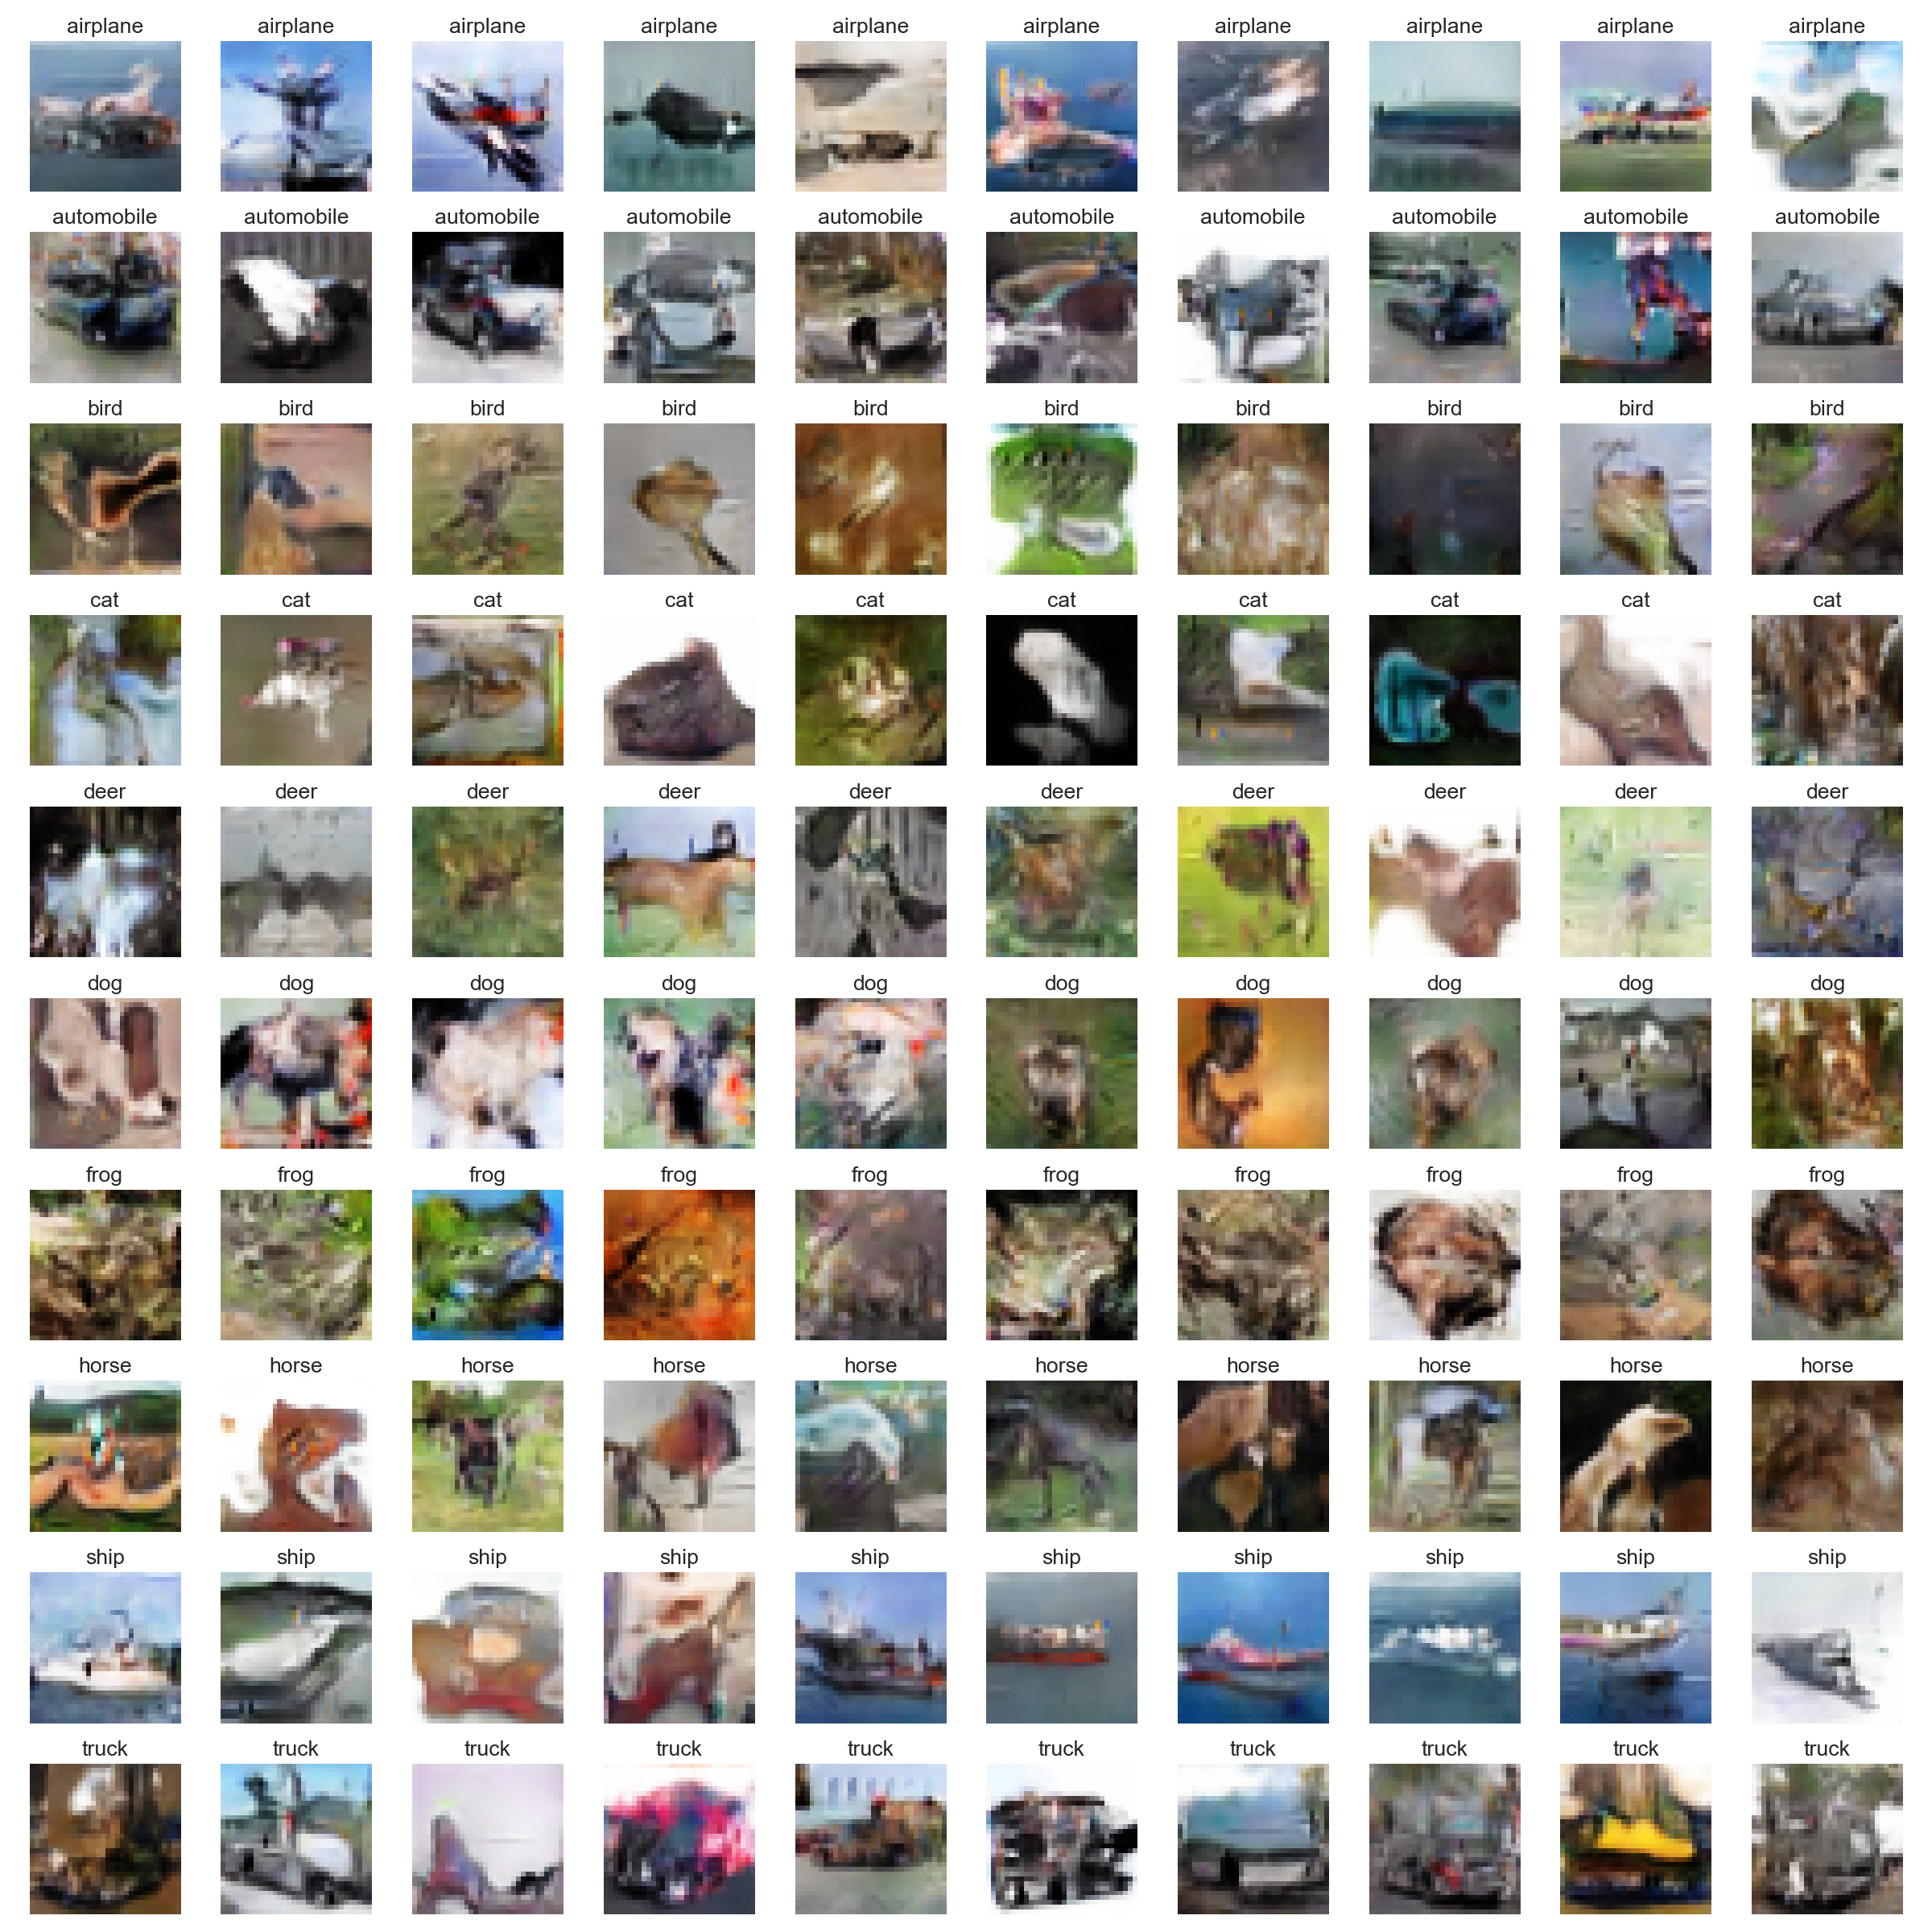 airplane airplane airplane airplane airplane airplane airplane airplane airplane airplane
automobile automobile automobile automobile automobile automobile automobile automobile automobile automobile
bird bird bird bird bird bird bird bird bird bird
cat cat cat cat cat cat cat cat cat cat
deer deer deer deer deer deer deer deer deer deer
dog dog dog dog dog dog dog dog dog dog
frog frog frog frog frog frog frog frog frog frog
horse horse horse horse horse horse horse horse horse horse
ship ship ship ship ship ship ship ship ship ship
truck truck truck truck truck truck truck truck truck truck